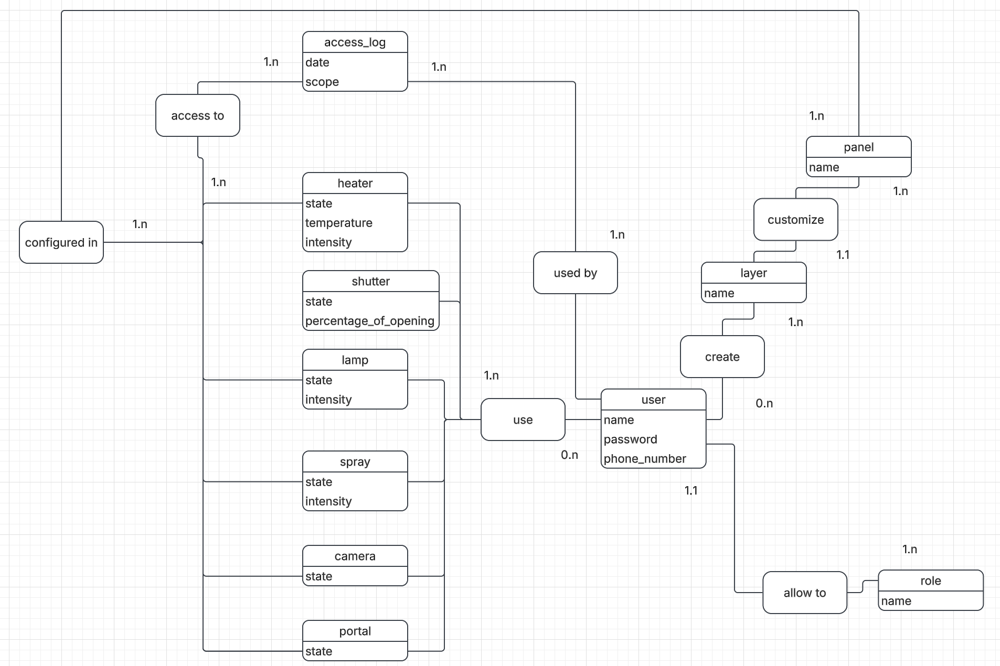 access_log
date
scope
1.n
1.n
access to
1.n
panel
name
1.n
heater
state
temperature
intensity
1.n
1.n
configured in
customize
1.n
1.1
used by
layer
name
shutter
state
percentage_of_opening
1.n
create
lamp
state
intensity
1.n
use
0.n
user
name
password
phone_number
0.n
1.1
spray
state
intensity
camera
state
1.n
allow to
role
name
portal
state